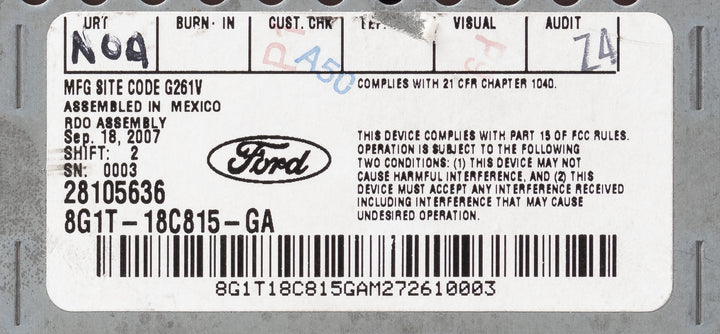 URT BURN-IN CUST. CHK VISUAL AUDIT
NOA A50 Z4
MFG SITE CODE G261V COMPLIES WITH 21 CFR CHAPTER 1040.
ASSEMBLED IN MEXICO
RDO ASSEMBLY
Sep. 18, 2007
SHIFT: 2
SN: 0003
28105636
8G1T-18C815-GA
Ford
THIS DEVICE COMPLIES WITH PART 15 OF FCC RULES.
OPERATION IS SUBJECT TO THE FOLLOWING
TWO CONDITIONS: (1) THIS DEVICE MAY NOT
CAUSE HARMFUL INTERFERENCE, AND (2) THIS
DEVICE MUST ACCEPT ANY INTERFERENCE RECEIVED
INCLUDING INTERFERENCE THAT MAY CAUSE
UNDESIRED OPERATION.
8G1T18C815GAM272610003